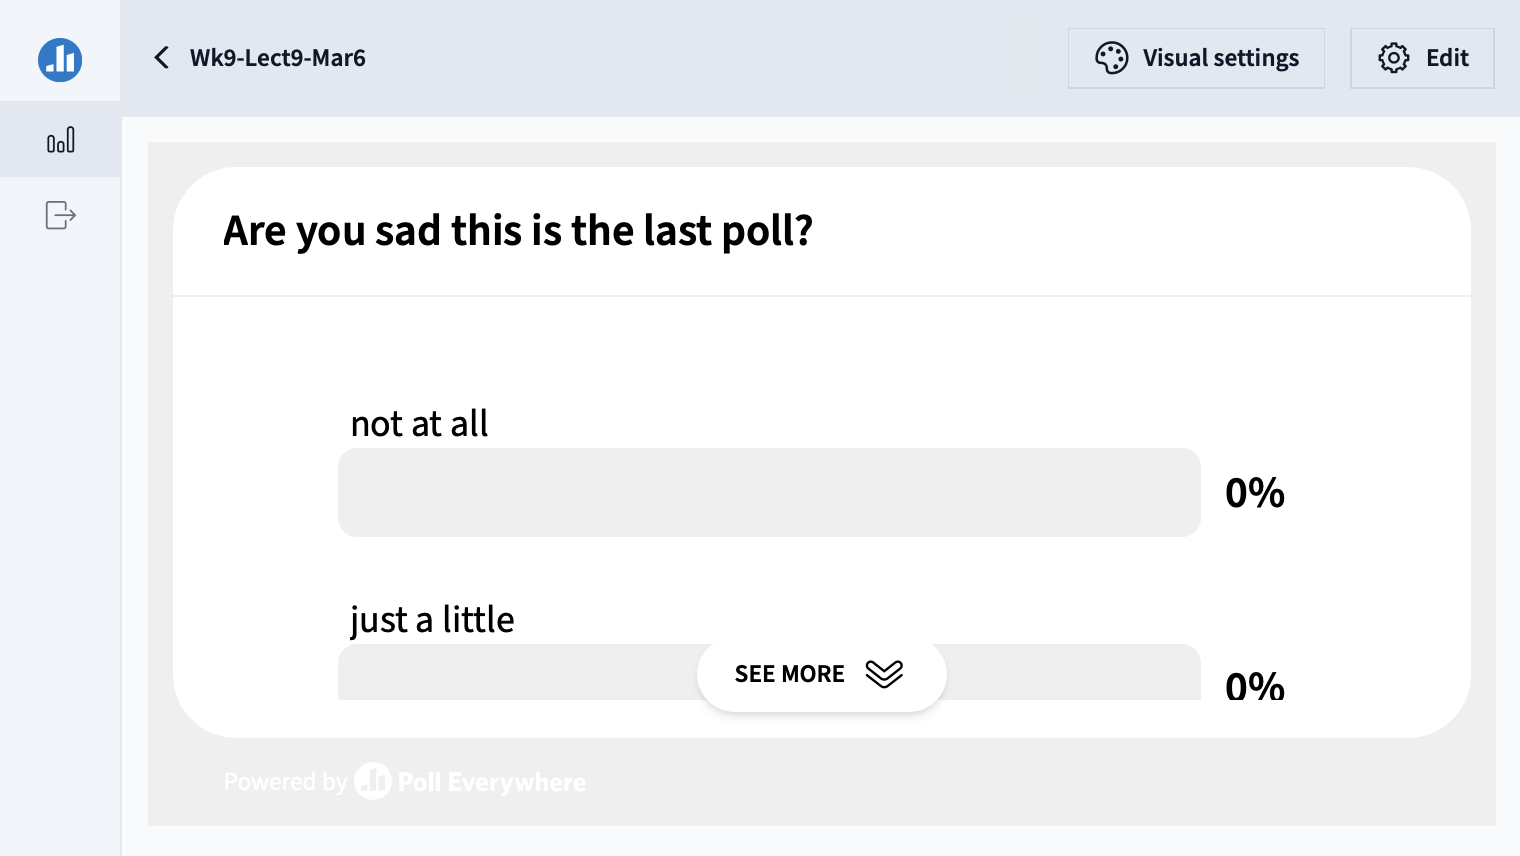 Wk9-Lect9-Mar6
Visual settings
Edit
Are you sad this is the last poll?
not at all
0%
just a little
0%
SEE MORE
Powered by Poll Everywhere